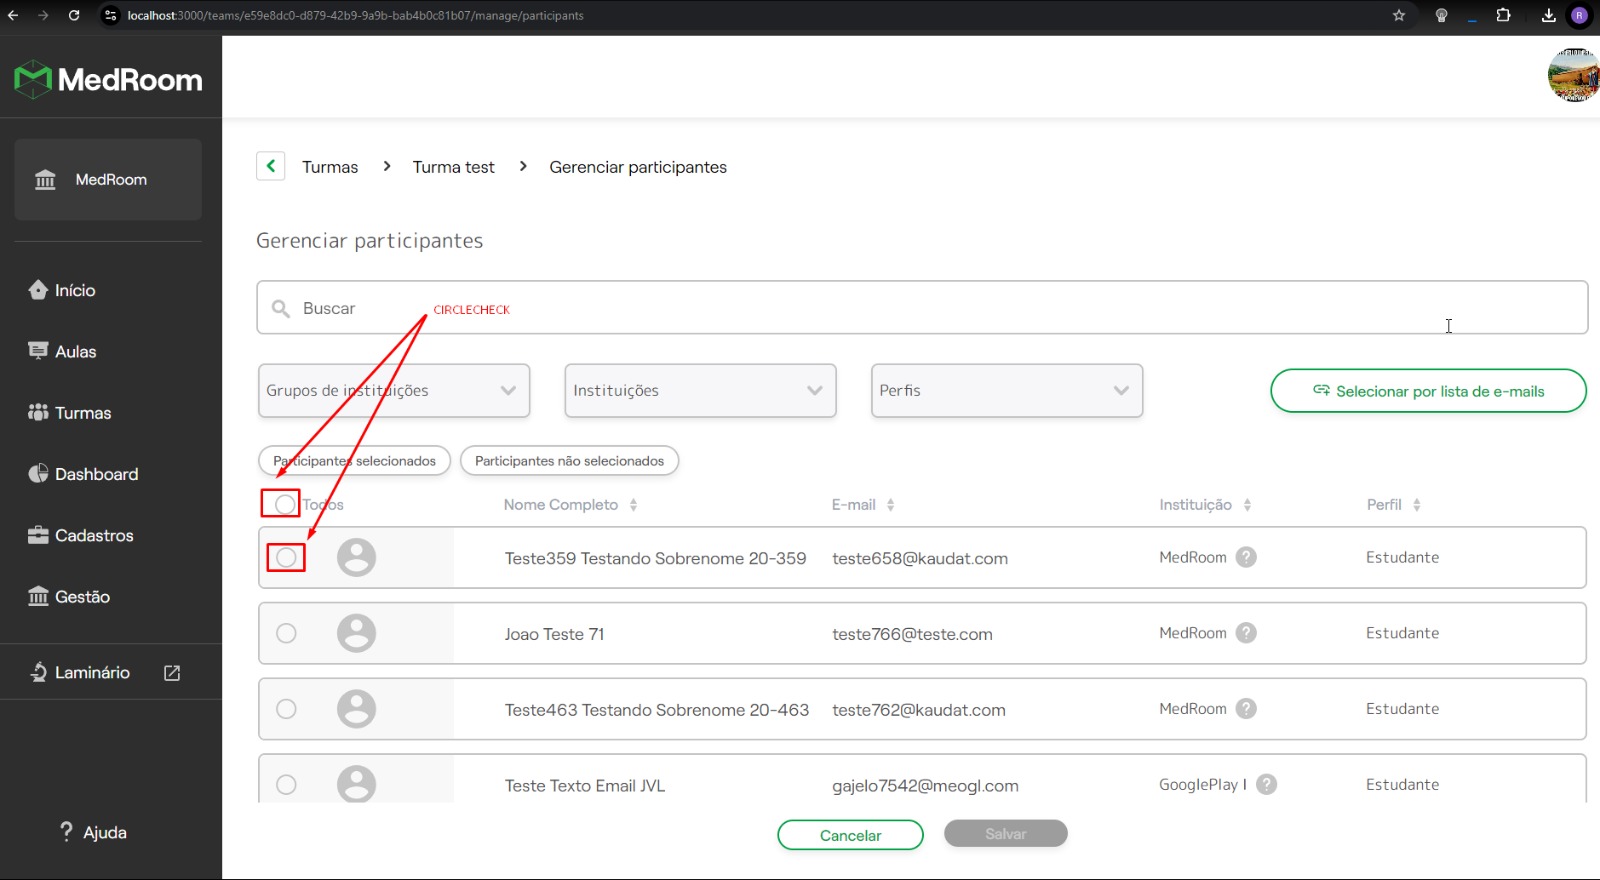 localhost:3000/teams/e59e8dc0-d879-42b9-9a9b-bab4b0c81b07/manage/participants
R
MedRoom
MedRoom
Turmas > Turma test > Gerenciar participantes
Gerenciar participantes
Início
Buscar
CIRCLECHECK
Aulas
Grupos de instituições
Instituições
Perfis
Selecionar por lista de e-mails
Turmas
Participantes selecionados
Participantes não selecionados
Dashboard
Todos
Nome Completo
E-mail
Instituição
Perfil
Cadastros
Teste359 Testando Sobrenome 20-359
teste658@kaudat.com
MedRoom ?
Estudante
Gestão
Joao Teste 71
teste766@teste.com
MedRoom ?
Estudante
Laminário
Teste463 Testando Sobrenome 20-463
teste762@kaudat.com
MedRoom ?
Estudante
Teste Texto Email JVL
gajelo7542@meogl.com
GooglePlay I ?
Estudante
? Ajuda
Cancelar
Salvar